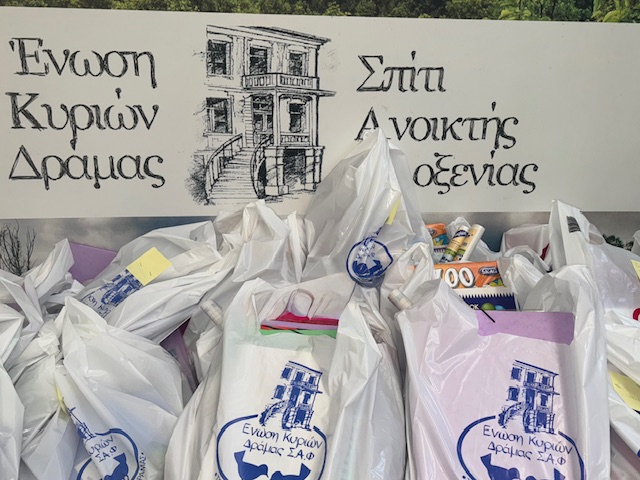 Ένωση
Κυριών
Δράμας
Σπίτι
Ανοικτής
οξενίας
100
Ένωση Κυριών
Δράμας Σ.Α.Φ
Ένωση Κυριών
Δράμας Σ.Α.Φ